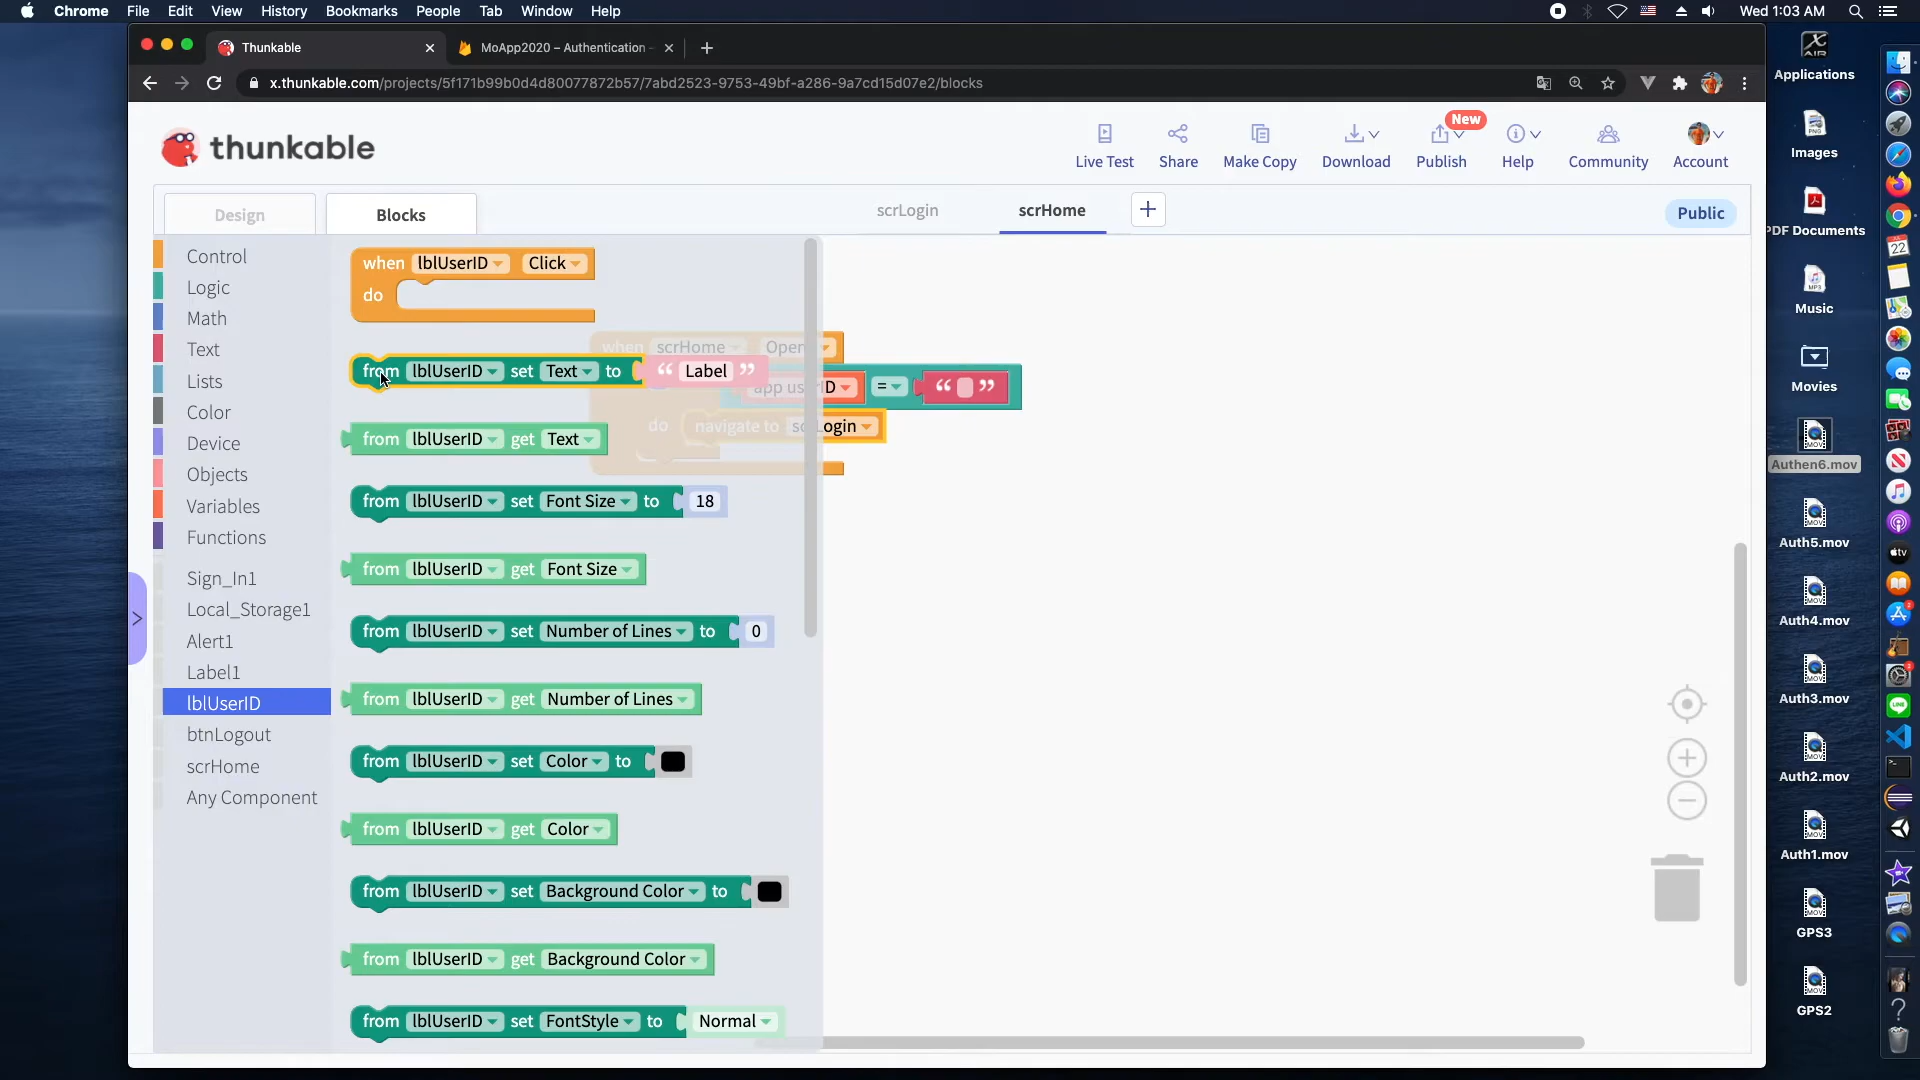 Chrome File Edit View History Bookmarks People Tab Window Help Wed 1:03 AM
Thunkable MoApp2020 – Authentication -
x.thunkable.com/projects/5f171b99b0d4d80077872b57/7abd2523-9753-49bf-a286-9a7cd15d07e2/blocks
thunkable
New
Live Test Share Make Copy Download Publish Help Community Account
Design Blocks scrLogin scrHome + Public
Control
Logic
Math
Text
Lists
Color
Device
Objects
Variables
Functions
Sign_In1
Local_Storage1
Alert1
Label1
lblUserID
btnLogout
scrHome
Any Component
when lblUserID Click
do
from lblUserID set Text to “ Label ”
from lblUserID get Text
from lblUserID set Font Size to 18
from lblUserID get Font Size
from lblUserID set Number of Lines to 0
from lblUserID get Number of Lines
from lblUserID set Color to
from lblUserID get Color
from lblUserID set Background Color to
from lblUserID get Background Color
from lblUserID set FontStyle to Normal
when scrHome Open
= “ ”
do navigate to
Applications
Images
PDF Documents
Music
Movies
Authen6.mov
Auth5.mov
Auth4.mov
Auth3.mov
Auth2.mov
Auth1.mov
GPS3
GPS2
22
tv
2
2